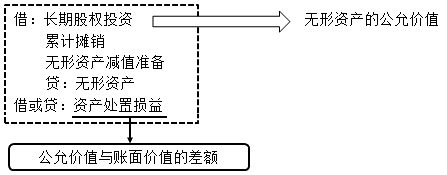 借：长期股权投资
无形资产的公允价值
累计摊销
无形资产减值准备
贷：无形资产
借或贷：资产处置损益
公允价值与账面价值的差额